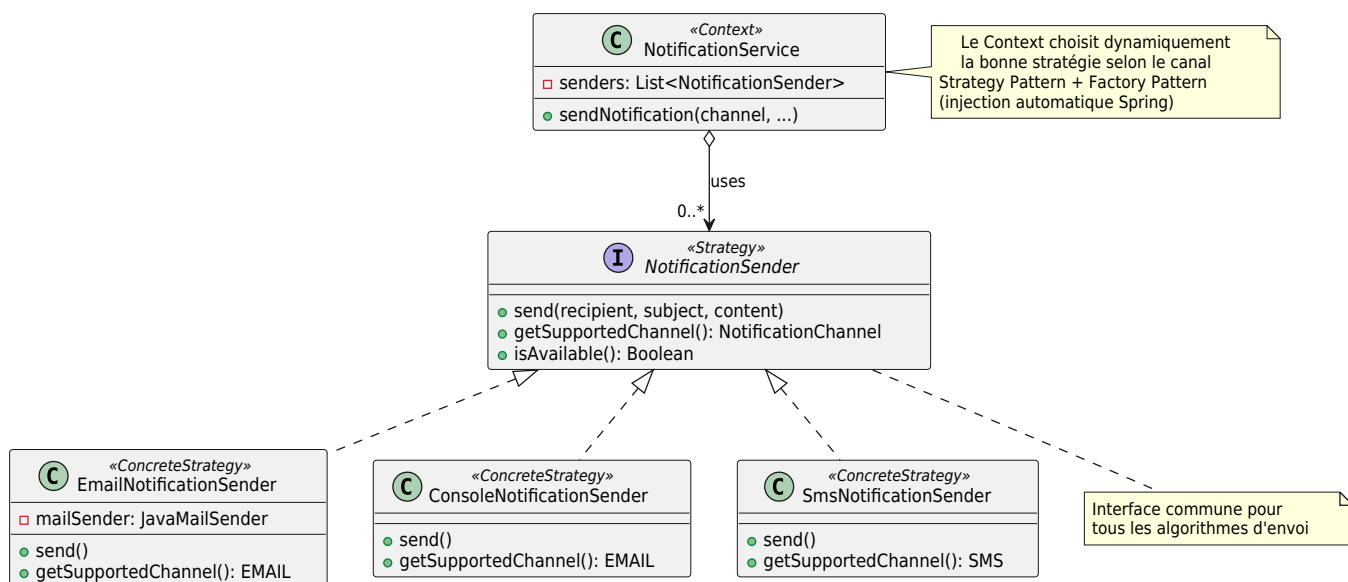 «Context»
C
NotificationService
senders: List<NotificationSender>
sendNotification(channel, ...)
Le Context choisit dynamiquement
la bonne stratégie selon le canal
Strategy Pattern + Factory Pattern
(injection automatique Spring)
uses
0..*
«Strategy»
I
NotificationSender
send(recipient, subject, content)
getSupportedChannel(): NotificationChannel
isAvailable(): Boolean
«ConcreteStrategy»
C
EmailNotificationSender
mailSender: JavaMailSender
send()
getSupportedChannel(): EMAIL
«ConcreteStrategy»
C
ConsoleNotificationSender
send()
getSupportedChannel(): EMAIL
«ConcreteStrategy»
C
SmsNotificationSender
send()
getSupportedChannel(): SMS
Interface commune pour
tous les algorithmes d'envoi